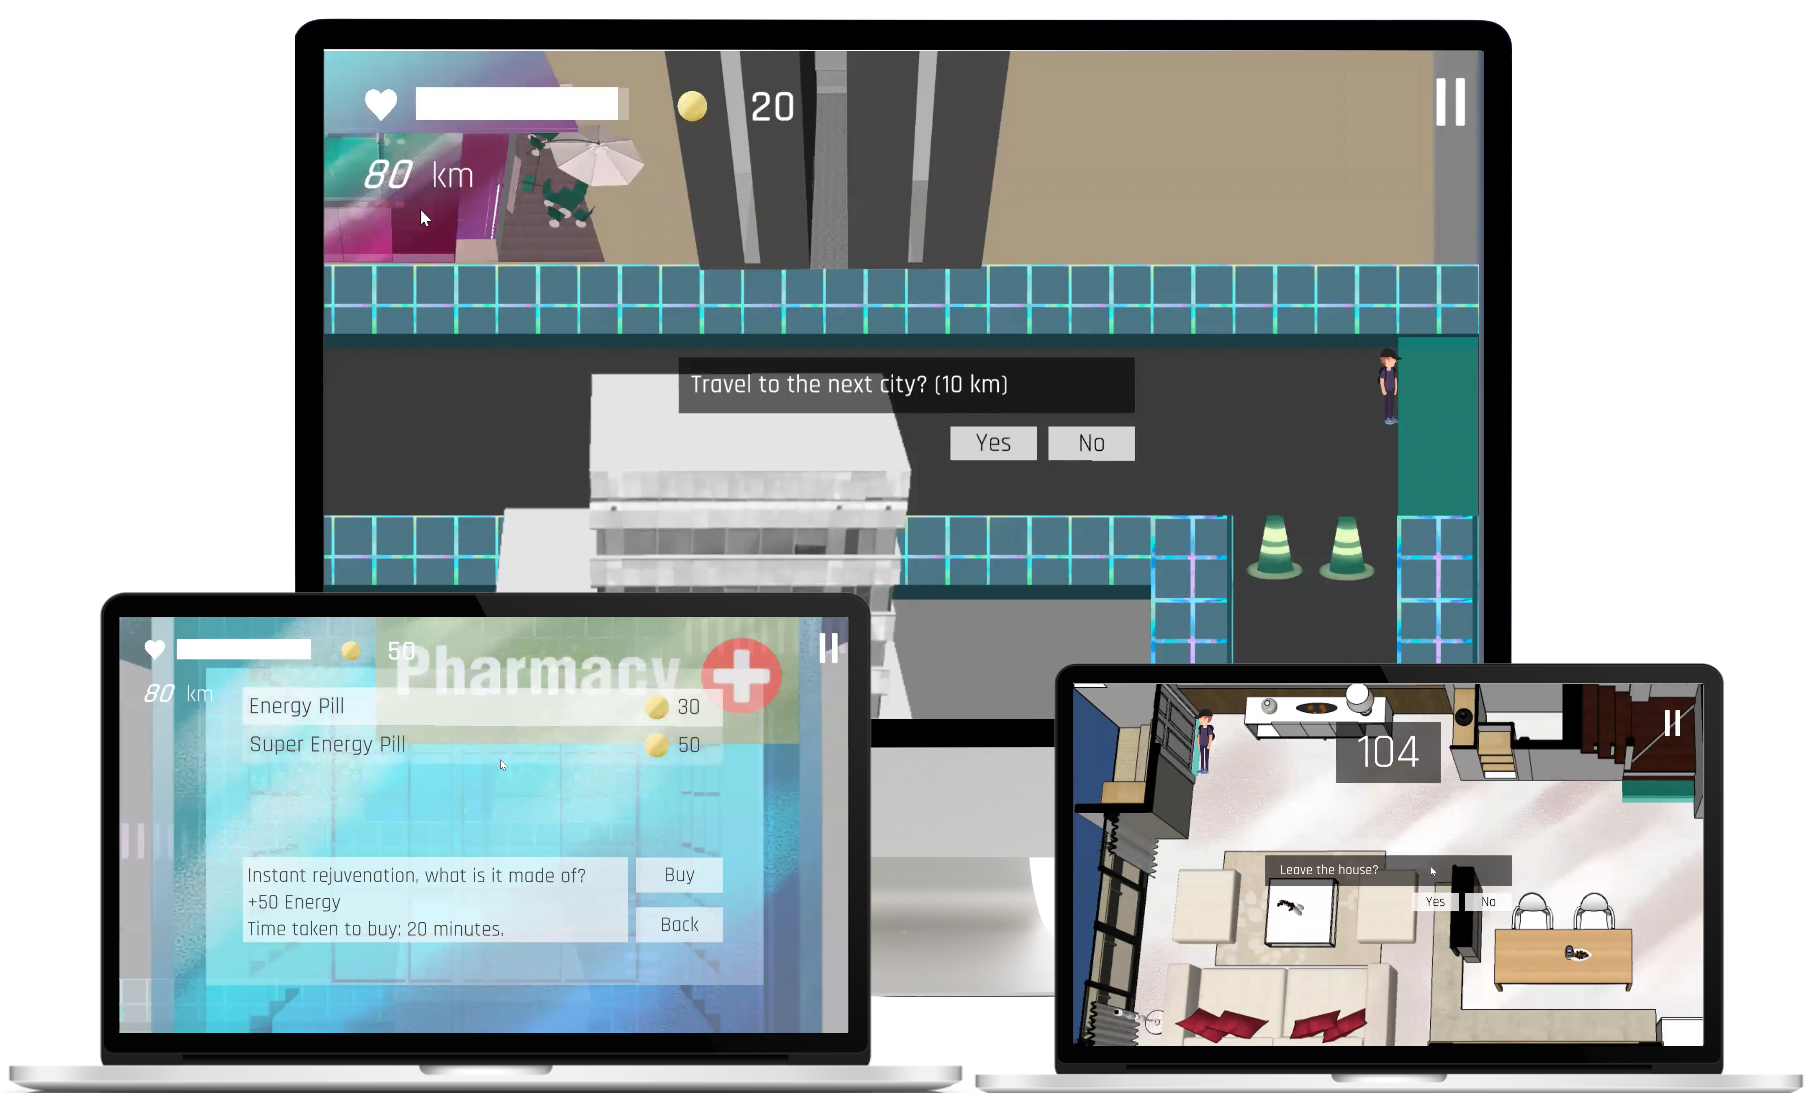 20
80 km
Travel to the next city? (10 km)
Yes No
50
Pharmacy
80 km
Energy Pill 30
Super Energy Pill 50
Instant rejuvenation, what is it made of?
+50 Energy
Time taken to buy: 20 minutes.
Buy
Back
104
Leave the house?
Yes No